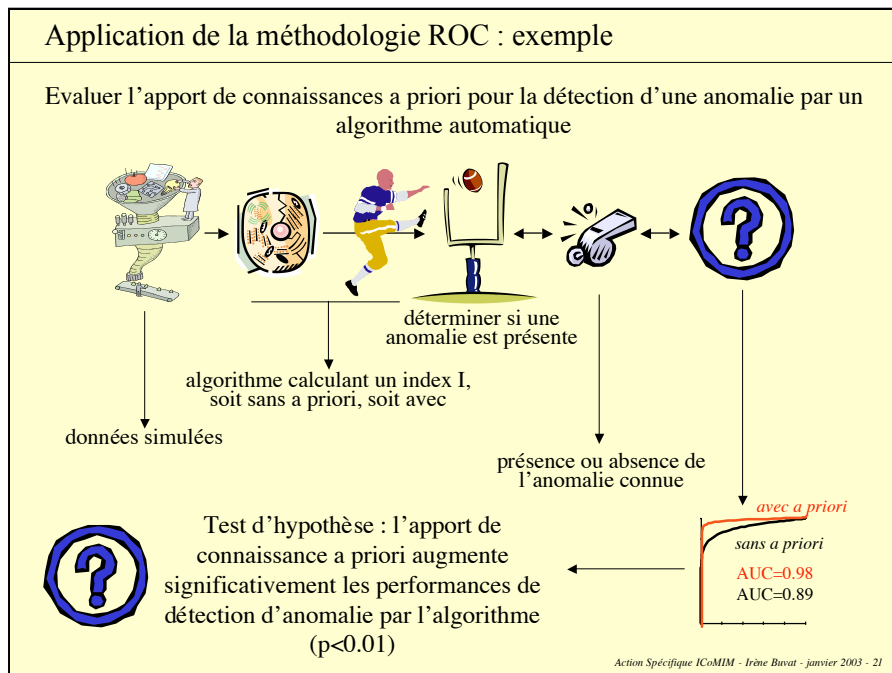 Application de la méthodologie ROC : exemple
Evaluer l'apport de connaissances a priori pour la détection d'une anomalie par un
algorithme automatique
déterminer si une
anomalie est présente
algorithme calculant un index I,
soit sans a priori, soit avec
données simulées
présence ou absence de
l'anomalie connue
avec a priori
sans a priori
AUC=0.98
AUC=0.89
Test d'hypothèse : l'apport de
connaissance a priori augmente
significativement les performances de
détection d'anomalie par l'algorithme
(p<0.01)
Action Spécifique ICoMIM - Irène Buvat - janvier 2003 - 21